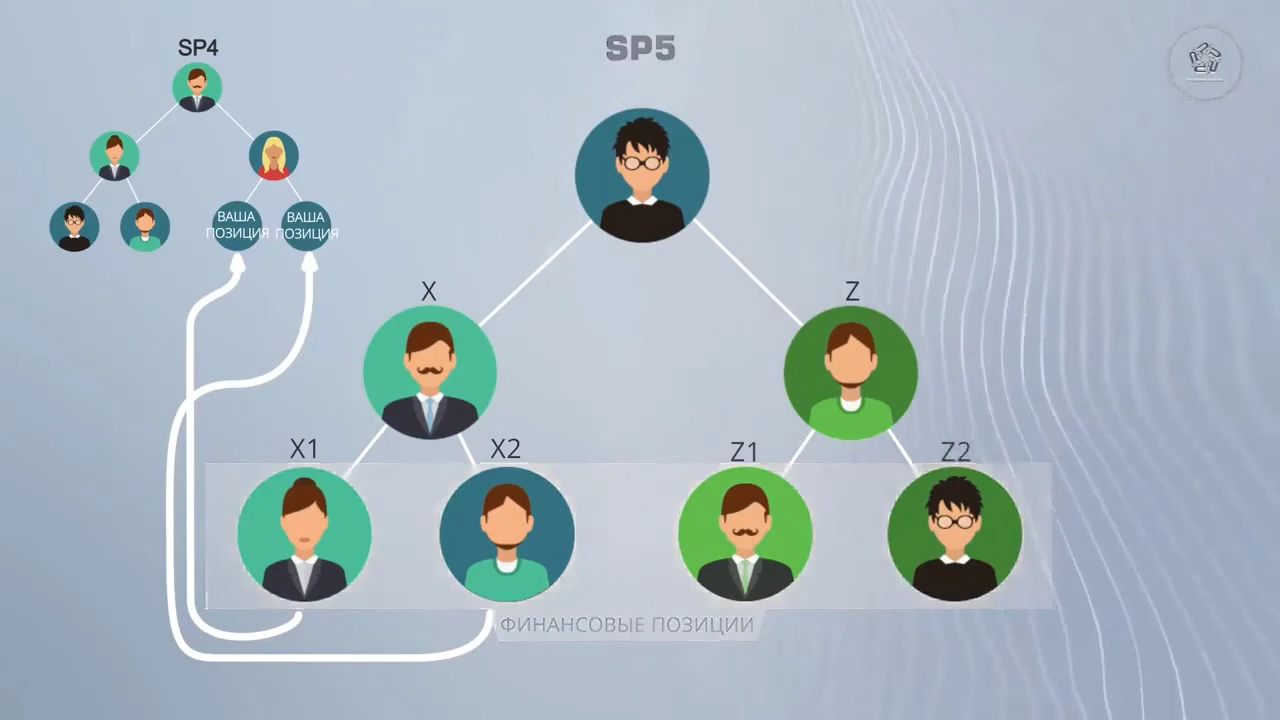 SP4
SP5
ВАША
ПОЗИЦИЯ
ВАША
ПОЗИЦИЯ
X
Z
X1
X2
Z1
Z2
ФИНАНСОВЫЕ ПОЗИЦИИ